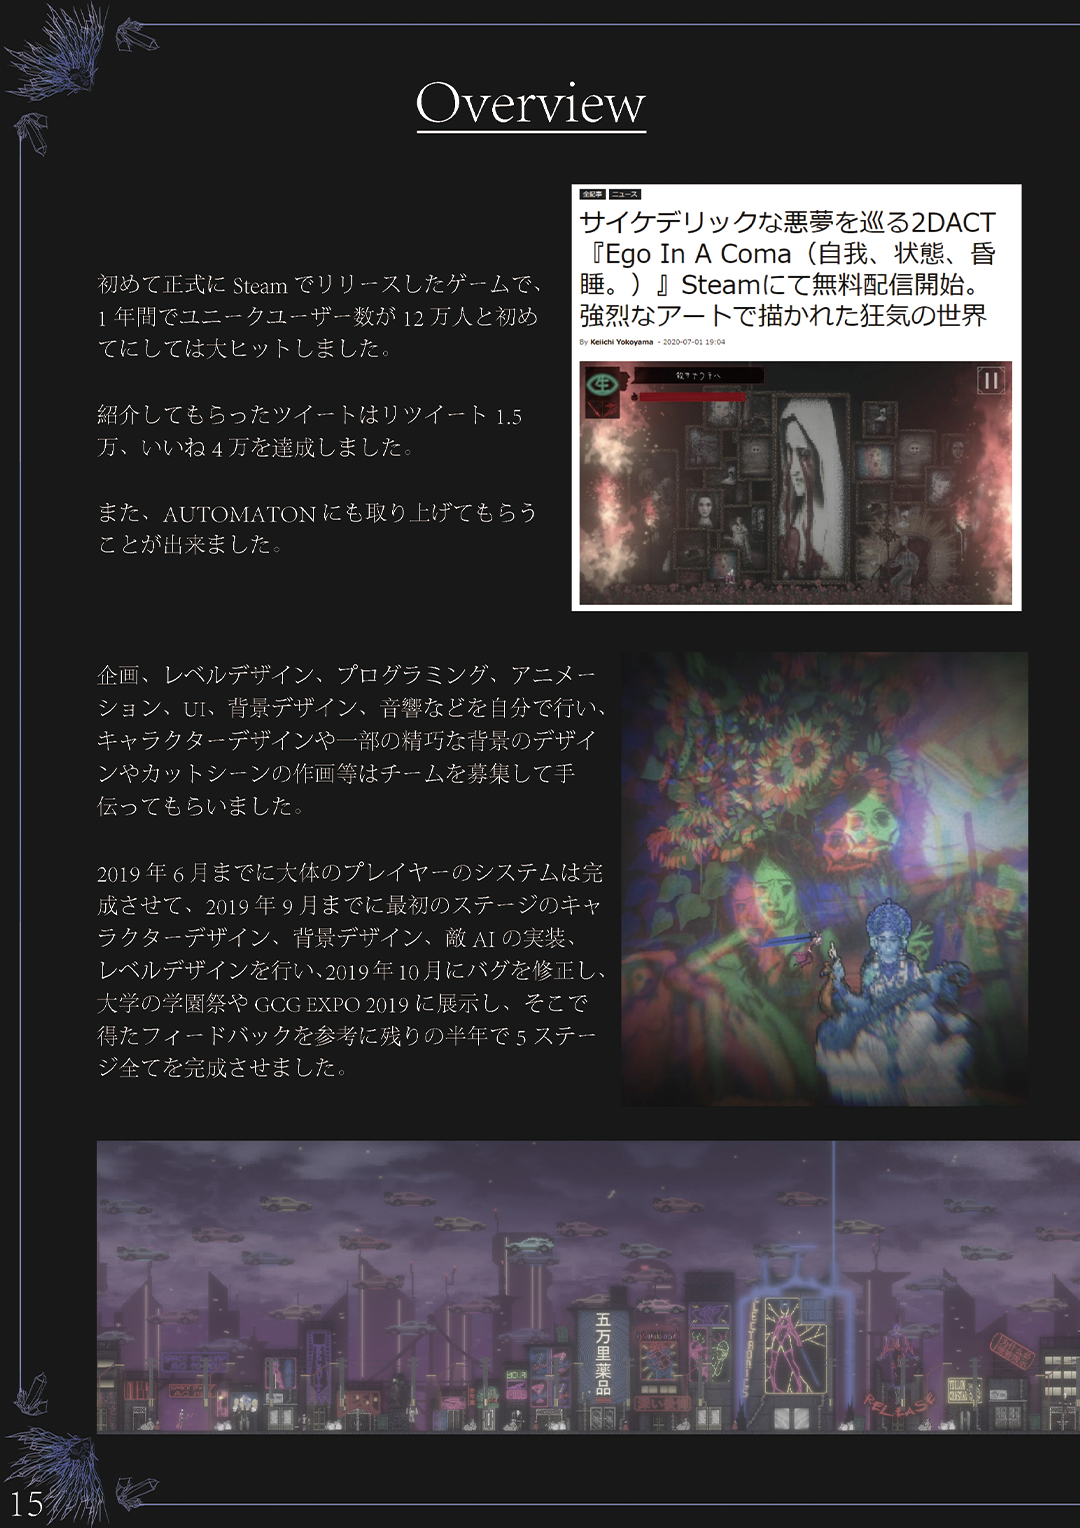 Overview
全記事 ニュース
サイケデリックな悪夢を巡る2DACT
『Ego In A Coma（自我、状態、昏
睡。）』Steamにて無料配信開始。
強烈なアートで描かれた狂気の世界
By Keiichi Yokoyama - 2020-07-01 19:04
初めて正式に Steam でリリースしたゲームで、
1 年間でユニークユーザー数が 12 万人と初め
てにしては大ヒットしました。
紹介してもらったツイートはリツイート 1.5
万、いいね 4 万を達成しました。
また、AUTOMATON にも取り上げてもらう
ことが出来ました。
企画、レベルデザイン、プログラミング、アニメー
ション、UI、背景デザイン、音響などを自分で行い、
キャラクターデザインや一部の精巧な背景のデザイ
ンやカットシーンの作画等はチームを募集して手
伝ってもらいました。
2019 年 6 月までに大体のプレイヤーのシステムは完
成させて、2019 年 9 月までに最初のステージのキャ
ラクターデザイン、背景デザイン、敵 AI の実装、
レベルデザインを行い、2019 年 10 月にバグを修正し、
大学の学園祭や GCG EXPO 2019 に展示し、そこで
得たフィードバックを参考に残りの半年で 5 ステー
ジ全てを完成させました。
五万里薬品
RELEASE
15